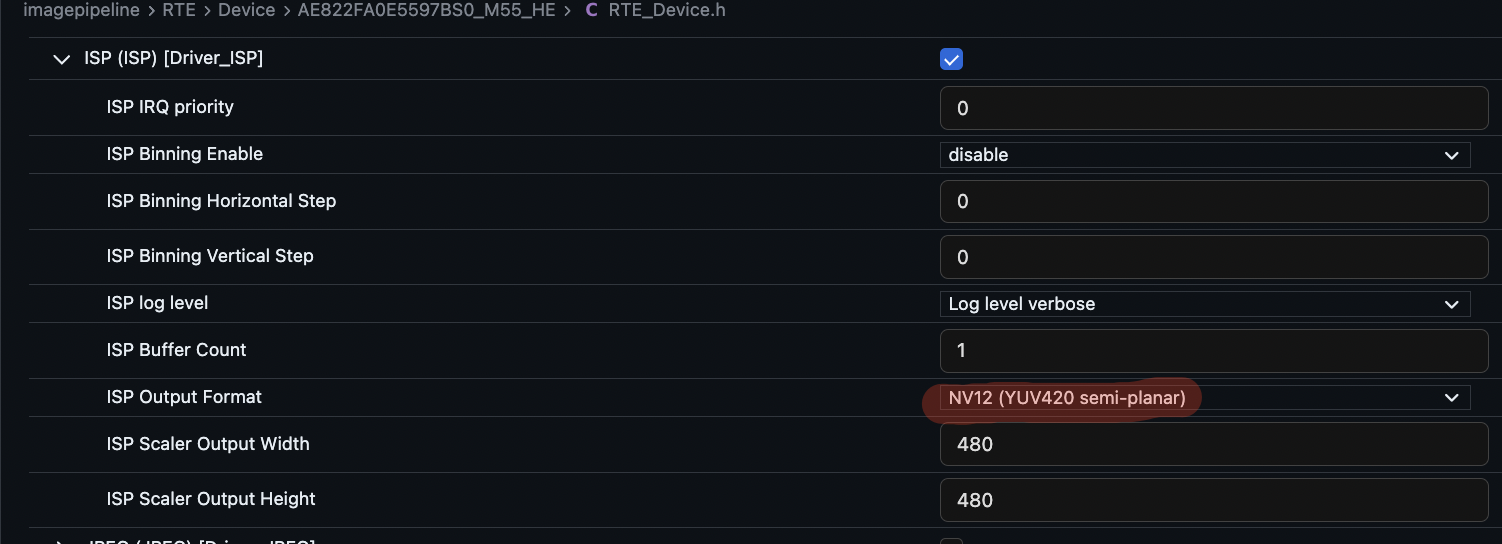 imagepipeline > RTE > Device > AE822FA0E5597BS0_M55_HE > C RTE_Device.h
ISP (ISP) [Driver_ISP]
ISP IRQ priority 0
ISP Binning Enable disable
ISP Binning Horizontal Step 0
ISP Binning Vertical Step 0
ISP log level Log level verbose
ISP Buffer Count 1
ISP Output Format NV12 (YUV420 semi-planar)
ISP Scaler Output Width 480
ISP Scaler Output Height 480